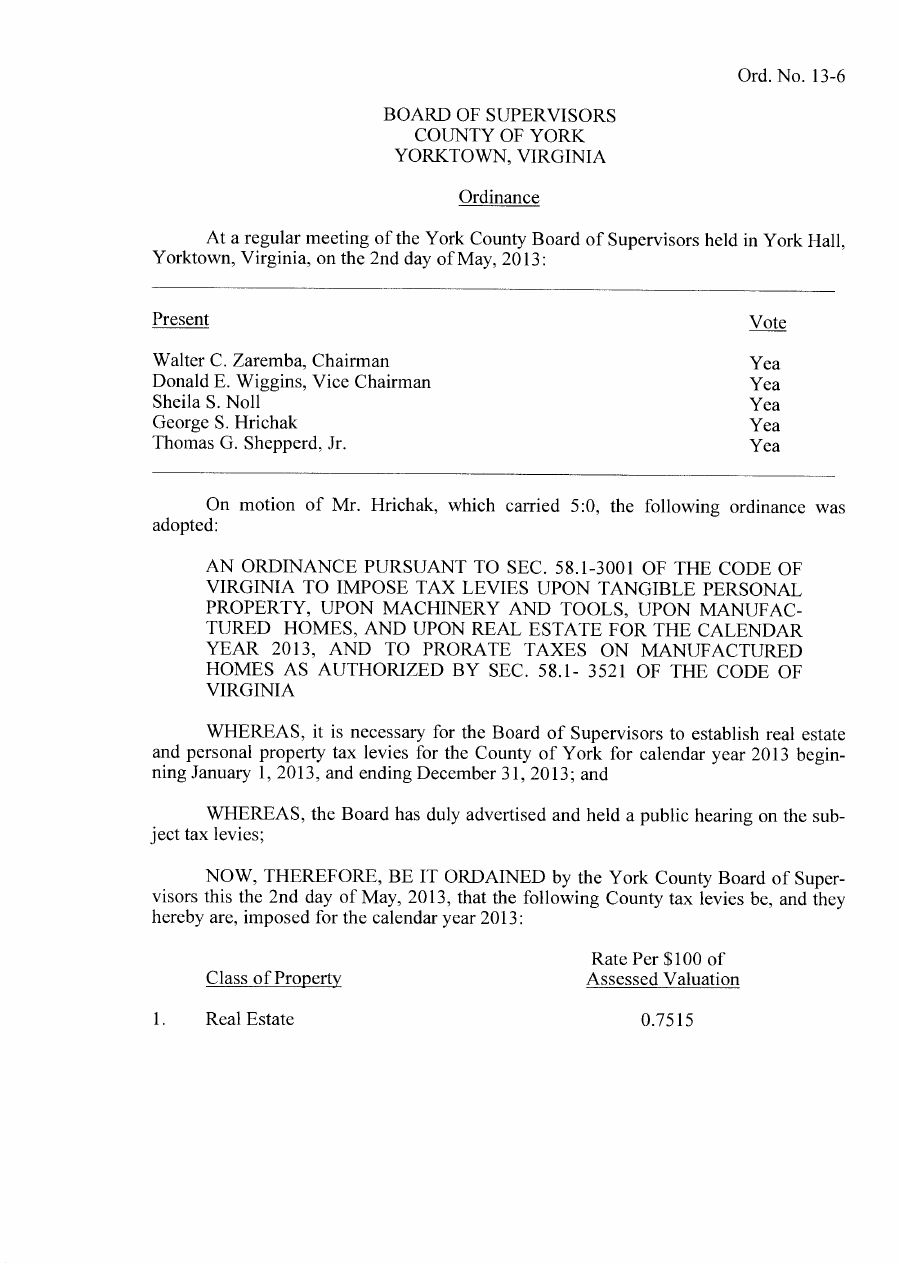 Ord. No. 13-6
BOARD OF SUPERVISORS
COUNTY OF YORK
YORKTOWN, VIRGINIA
Ordinance
At a regular meeting of the York County Board of Supervisors held in York Hall,
Yorktown, Virginia, on the 2nd day of May, 2013:
Present Vote
Walter C. Zaremba, Chairman Yea
Donald E. Wiggins, Vice Chairman Yea
Sheila S. Noll Yea
George S. Hrichak Yea
Thomas G. Shepperd, Jr. Yea
On motion of Mr. Hrichak, which carried 5:0, the following ordinance was
adopted:
AN ORDINANCE PURSUANT TO SEC. 58.1-3001 OF THE CODE OF
VIRGINIA TO IMPOSE TAX LEVIES UPON TANGIBLE PERSONAL
PROPERTY, UPON MACHINERY AND TOOLS, UPON MANUFAC-
TURED HOMES, AND UPON REAL ESTATE FOR THE CALENDAR
YEAR 2013, AND TO PRORATE TAXES ON MANUFACTURED
HOMES AS AUTHORIZED BY SEC. 58.1- 3521 OF THE CODE OF
VIRGINIA
WHEREAS, it is necessary for the Board of Supervisors to establish real estate
and personal property tax levies for the County of York for calendar year 2013 begin-
ning January 1, 2013, and ending December 31, 2013; and
WHEREAS, the Board has duly advertised and held a public hearing on the sub-
ject tax levies;
NOW, THEREFORE, BE IT ORDAINED by the York County Board of Super-
visors this the 2nd day of May, 2013, that the following County tax levies be, and they
hereby are, imposed for the calendar year 2013:
Rate Per $100 of
Class of Property Assessed Valuation
1. Real Estate 0.7515